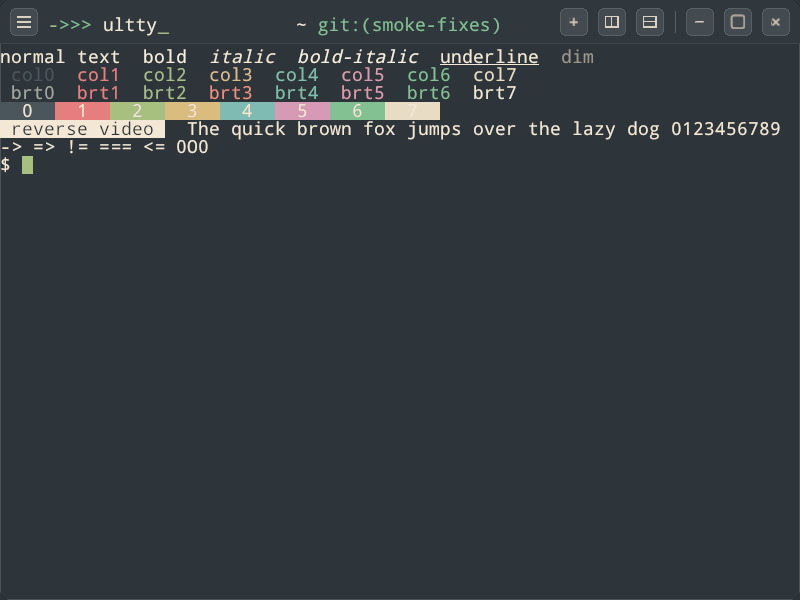 ->>> ultty_ ~ git:(smoke-fixes)
normal text bold italic bold-italic underline dim
col0 col1 col2 col3 col4 col5 col6 col7
brt0 brt1 brt2 brt3 brt4 brt5 brt6 brt7
0 1 2 3 4 5 6 7
reverse video The quick brown fox jumps over the lazy dog 0123456789
-> => != === <= 0OO
$